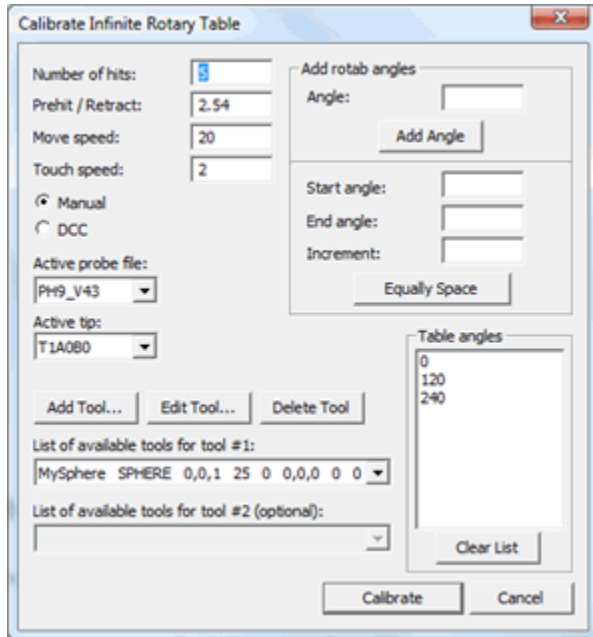 Calibrate Infinite Rotary Table
Number of hits: 5
Prehit / Retract: 2.54
Move speed: 20
Touch speed: 2
Manual
DCC
Active probe file:
PH9_V43
Active tip:
T1A0B0
Add rotab angles
Angle:
Add Angle
Start angle:
End angle:
Increment:
Equally Space
Table angles
0
120
240
Clear List
Add Tool... Edit Tool... Delete Tool
List of available tools for tool #1:
MySphere SPHERE 0,0,1 25 0 0,0,0 0 0
List of available tools for tool #2 (optional):
Calibrate Cancel